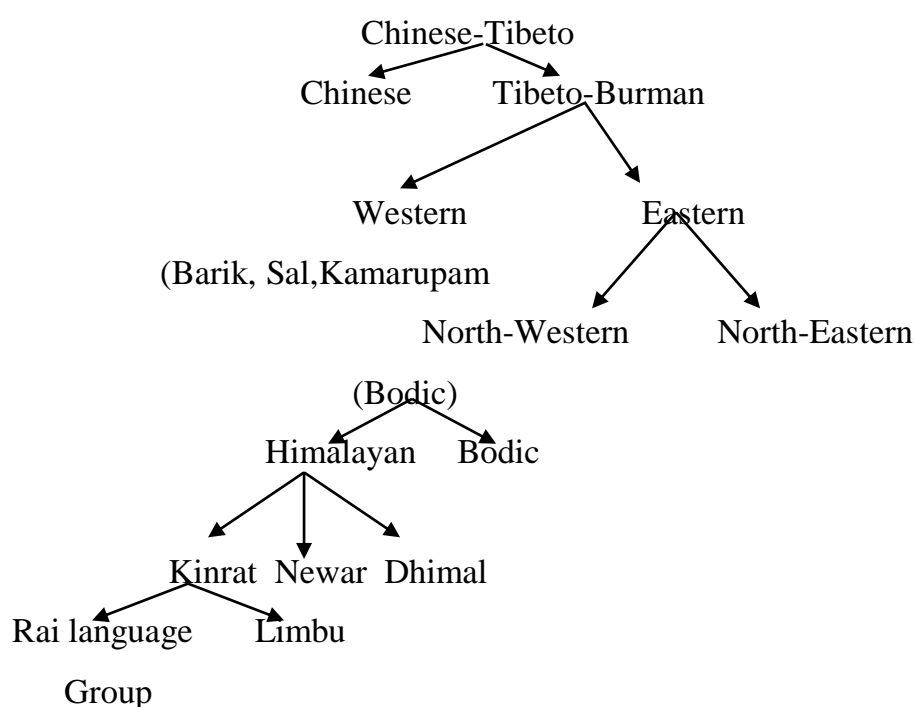 Chinese-Tibeto
Chinese Tibeto-Burman
Western Eastern
(Barik, Sal,Kamarupam
North-Western North-Eastern
(Bodic)
Himalayan Bodic
Kinrat Newar Dhimal
Rai language Limbu
Group